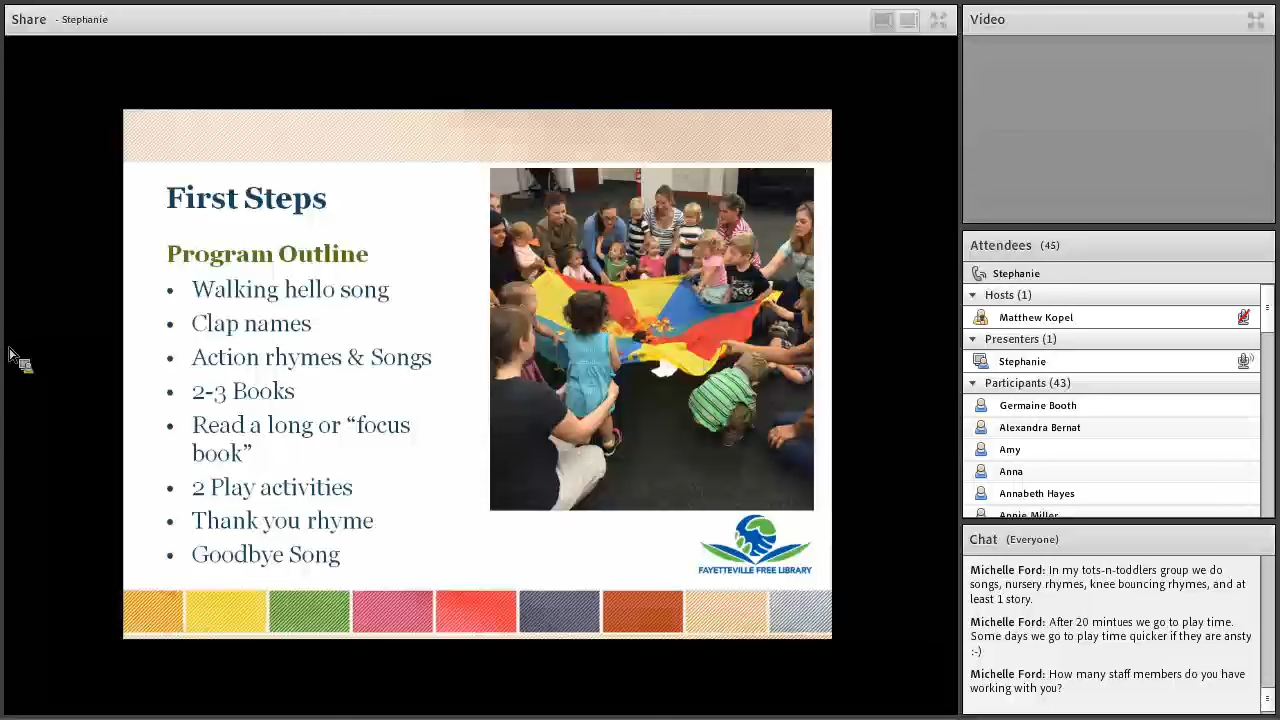 Share - Stephanie
First Steps
Program Outline
• Walking hello song
• Clap names
• Action rhymes & Songs
• 2-3 Books
• Read a long or “focus
book”
• 2 Play activities
• Thank you rhyme
• Goodbye Song
FAYETTEVILLE FREE LIBRARY
Video
Attendees (45)
Stephanie
Hosts (1)
Matthew Kopel
Presenters (1)
Stephanie
Participants (43)
Germaine Booth
Alexandra Bernat
Amy
Anna
Annabeth Hayes
Annie Miller
Chat (Everyone)
Michelle Ford: In my tots-n-toddlers group we do
songs, nursery rhymes, knee bouncing rhymes, and at
least 1 story.
Michelle Ford: After 20 mintues we go to play time.
Some days we go to play time quicker if they are ansty
:-)
Michelle Ford: How many staff members do you have
working with you?